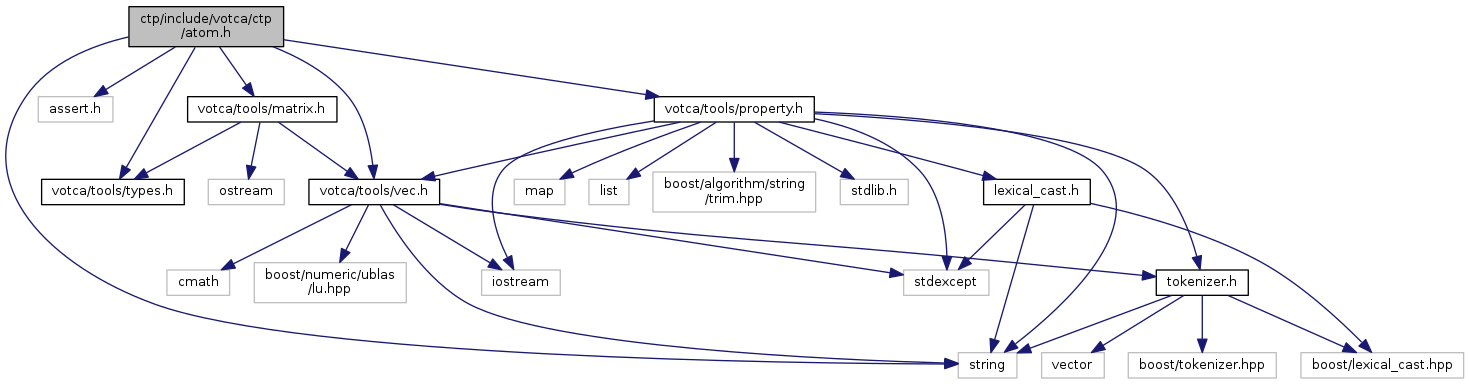 ctp/include/votca/ctp
/atom.h
assert.h
votca/tools/matrix.h
votca/tools/property.h
votca/tools/types.h
ostream
votca/tools/vec.h
map
list
boost/algorithm/string
/trim.hpp
stdlib.h
lexical_cast.h
cmath
boost/numeric/ublas
/lu.hpp
iostream
stdexcept
tokenizer.h
string
vector
boost/tokenizer.hpp
boost/lexical_cast.hpp